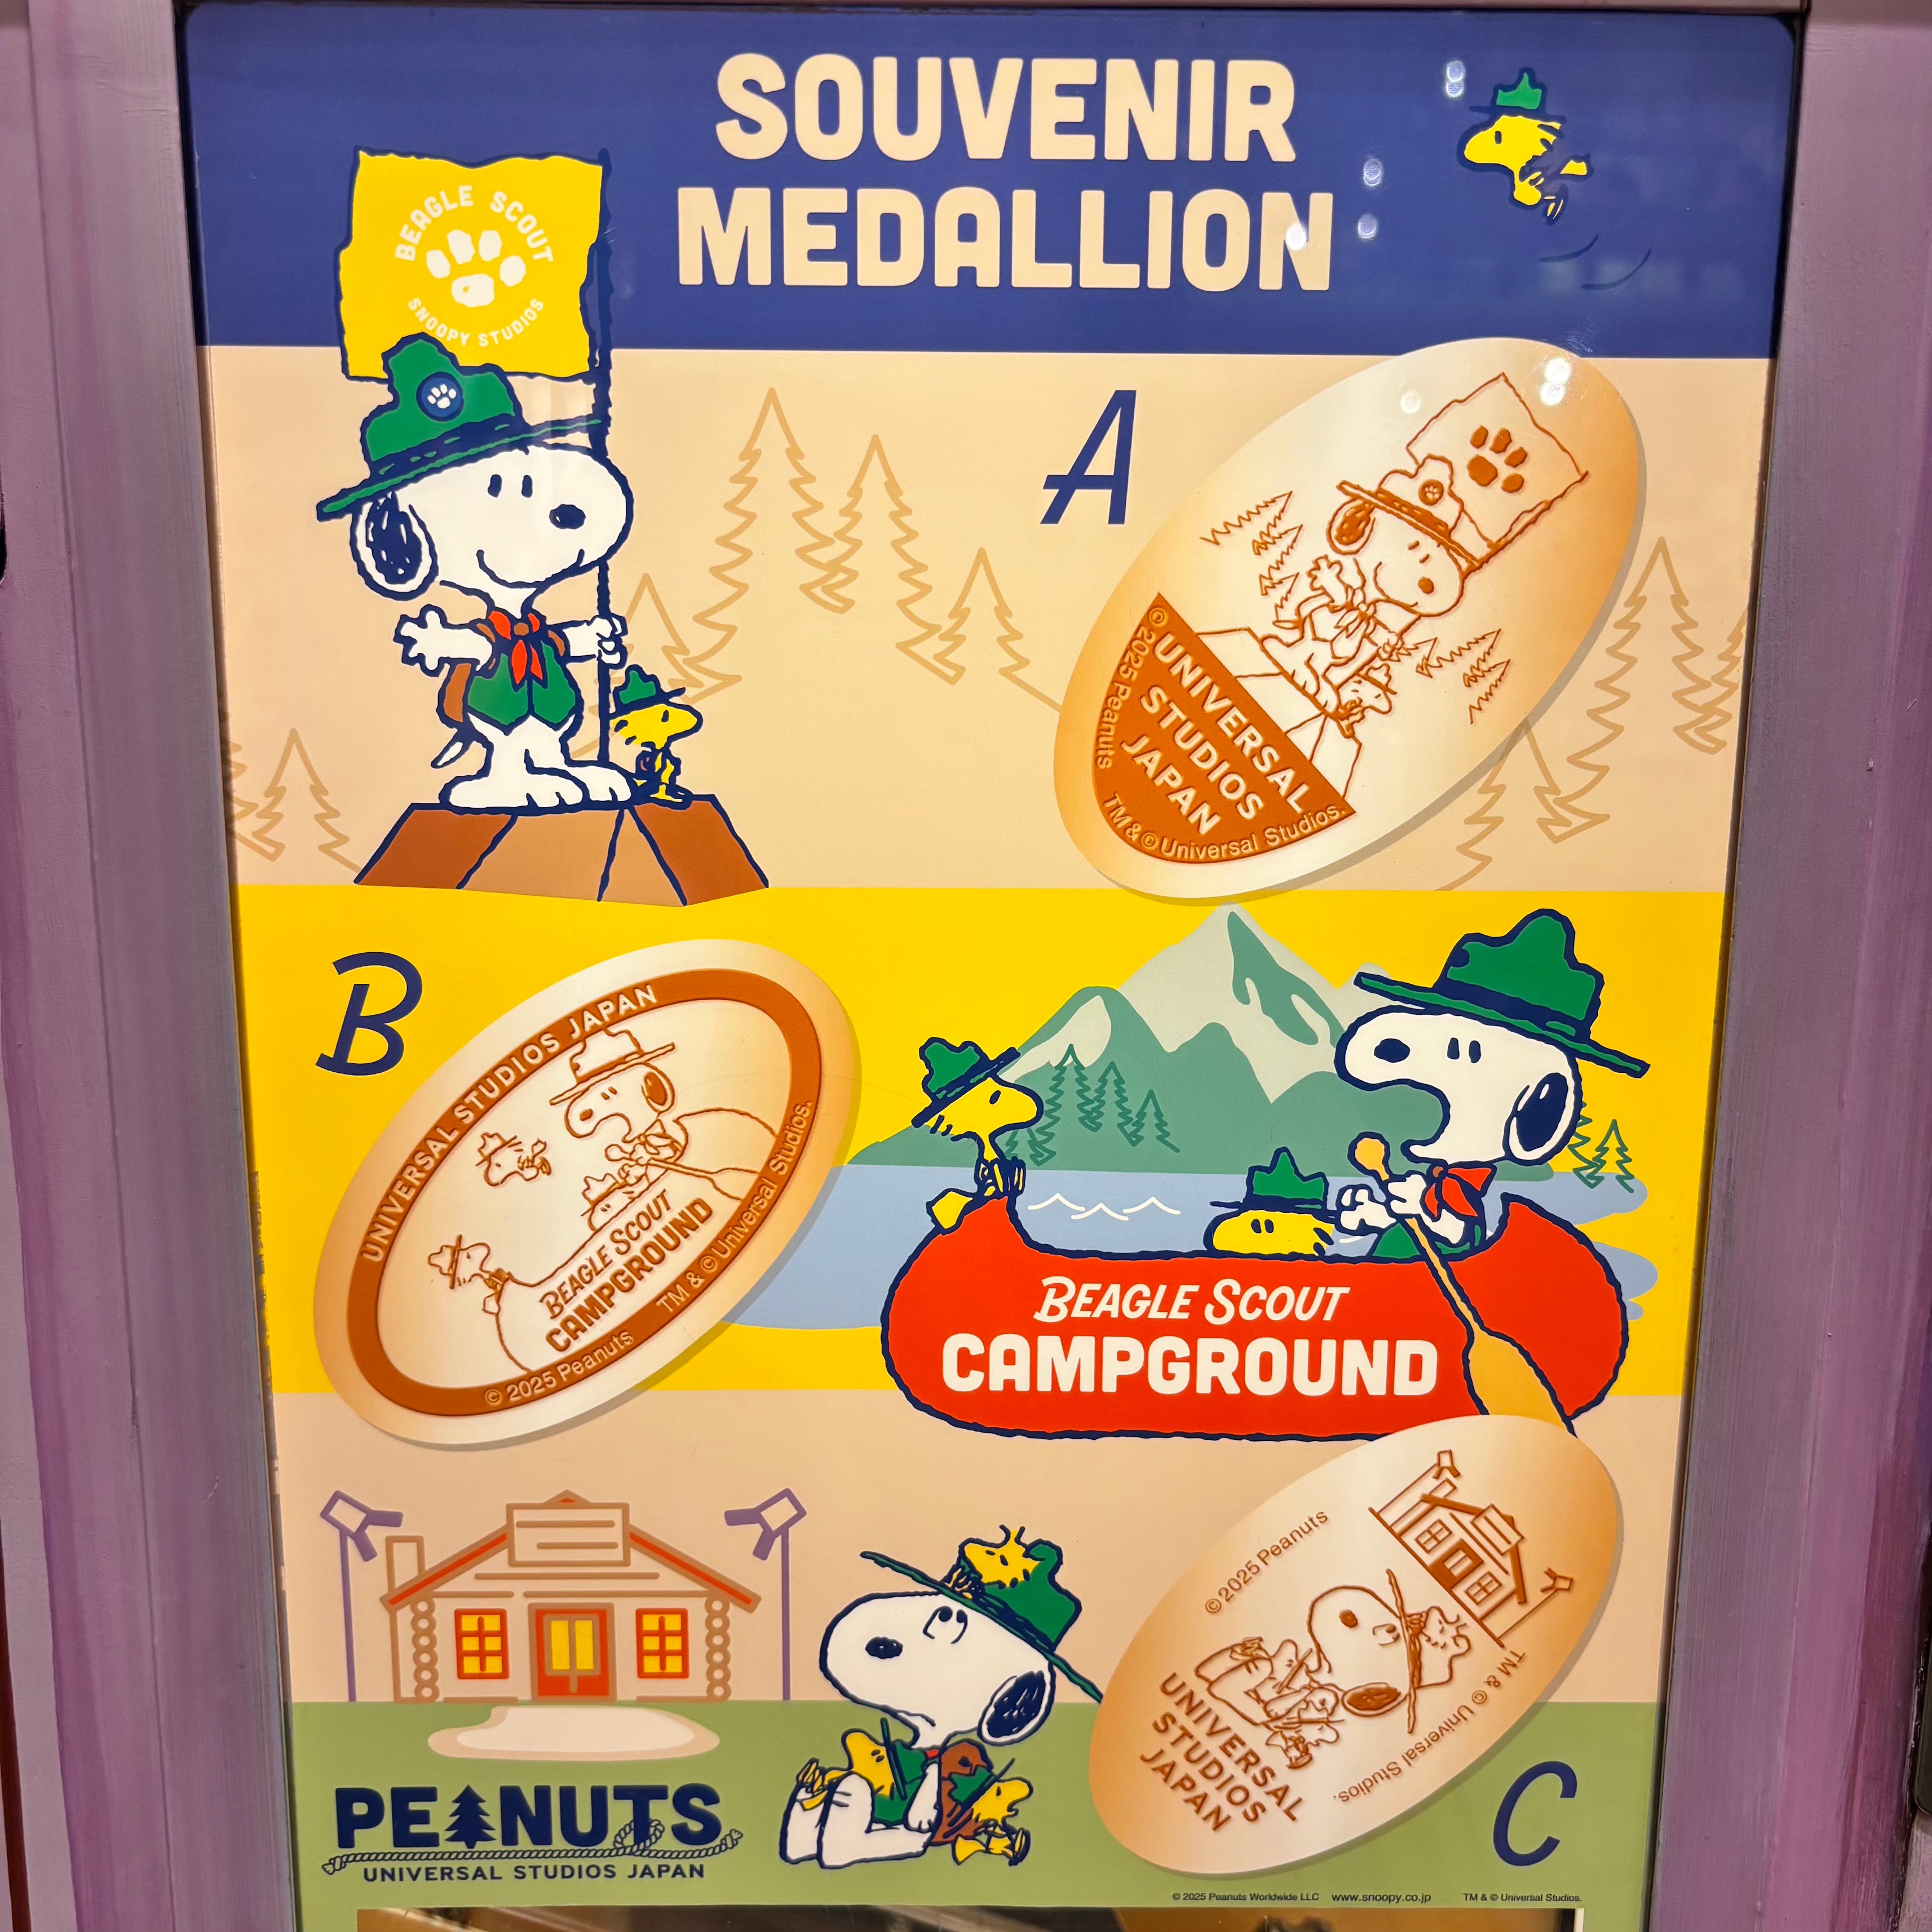 SOUVENIR
MEDALLION
BEAGLE SCOUT
SNOOPY STUDIOS
A
© 2025 Peanuts
UNIVERSAL
STUDIOS
JAPAN
TM & © Universal Studios.
B
UNIVERSAL STUDIOS JAPAN
BEAGLE SCOUT
CAMPGROUND
© 2025 Peanuts
TM & © Universal Studios.
BEAGLE SCOUT
CAMPGROUND
© 2025 Peanuts
UNIVERSAL
STUDIOS
JAPAN
TM & © Universal Studios.
C
PEANUTS
UNIVERSAL STUDIOS JAPAN
© 2025 Peanuts Worldwide LLC www.snoopy.co.jp TM & © Universal Studios.